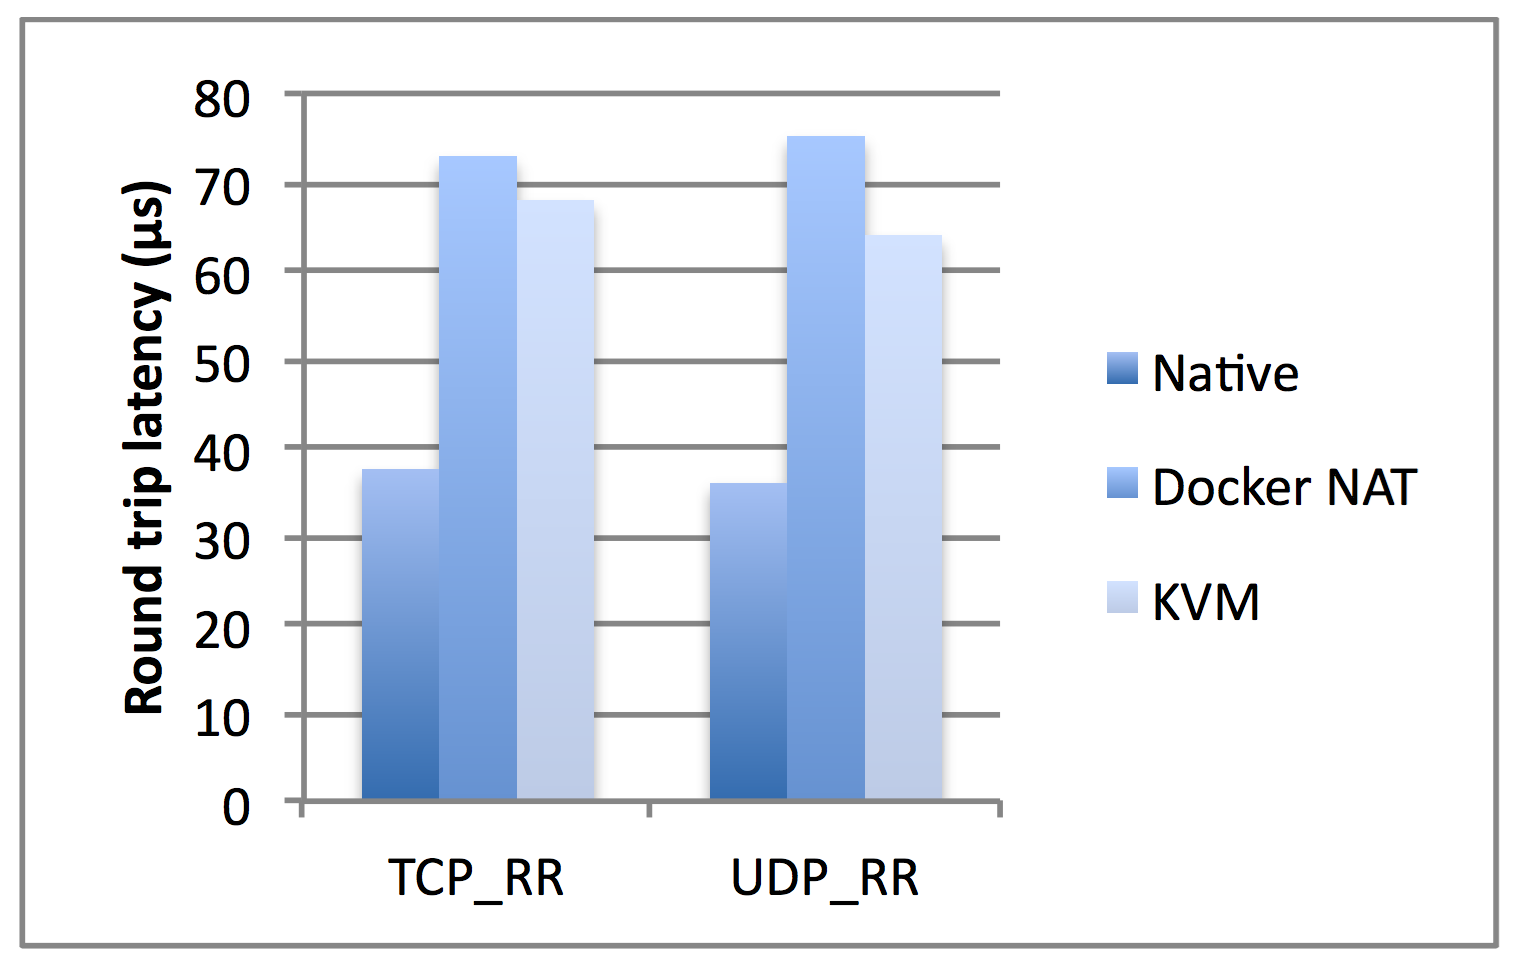 80
70
60
50
40
30
20
10
0
Round trip latency (µs)
TCP_RR
UDP_RR
Native
Docker NAT
KVM